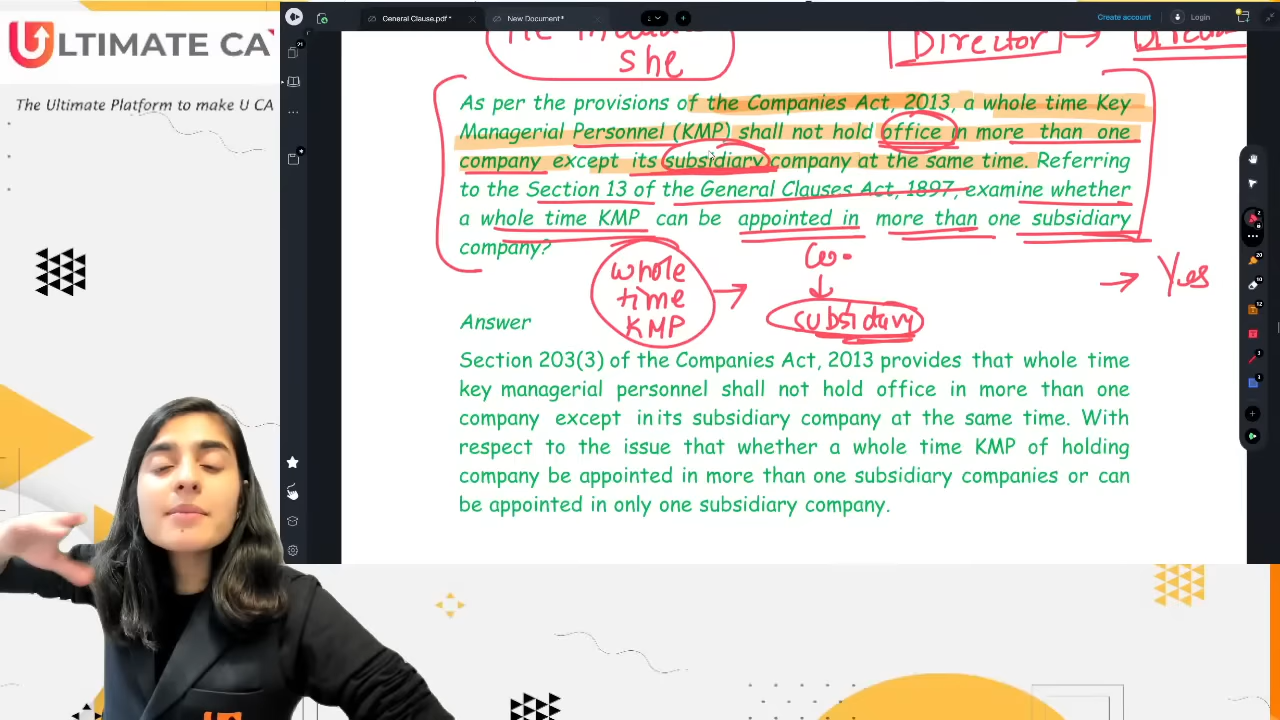 General Clause.pdf *
New Document*
1
Create account
Login
ULTIMATE CA
The Ultimate Platform to make U CA
she
Director → 
As per the provisions of the Companies Act, 2013, a whole time Key
Managerial Personnel (KMP) shall not hold office in more than one
company except its subsidiary company at the same time. Referring
to the Section 13 of the General Clauses Act, 1897, examine whether
a whole time KMP can be appointed in more than one subsidiary
company?
whole
time
KMP
Co.
subsidiary
→ Yes
Answer
Section 203(3) of the Companies Act, 2013 provides that whole time
key managerial personnel shall not hold office in more than one
company except in its subsidiary company at the same time. With
respect to the issue that whether a whole time KMP of holding
company be appointed in more than one subsidiary companies or can
be appointed in only one subsidiary company.